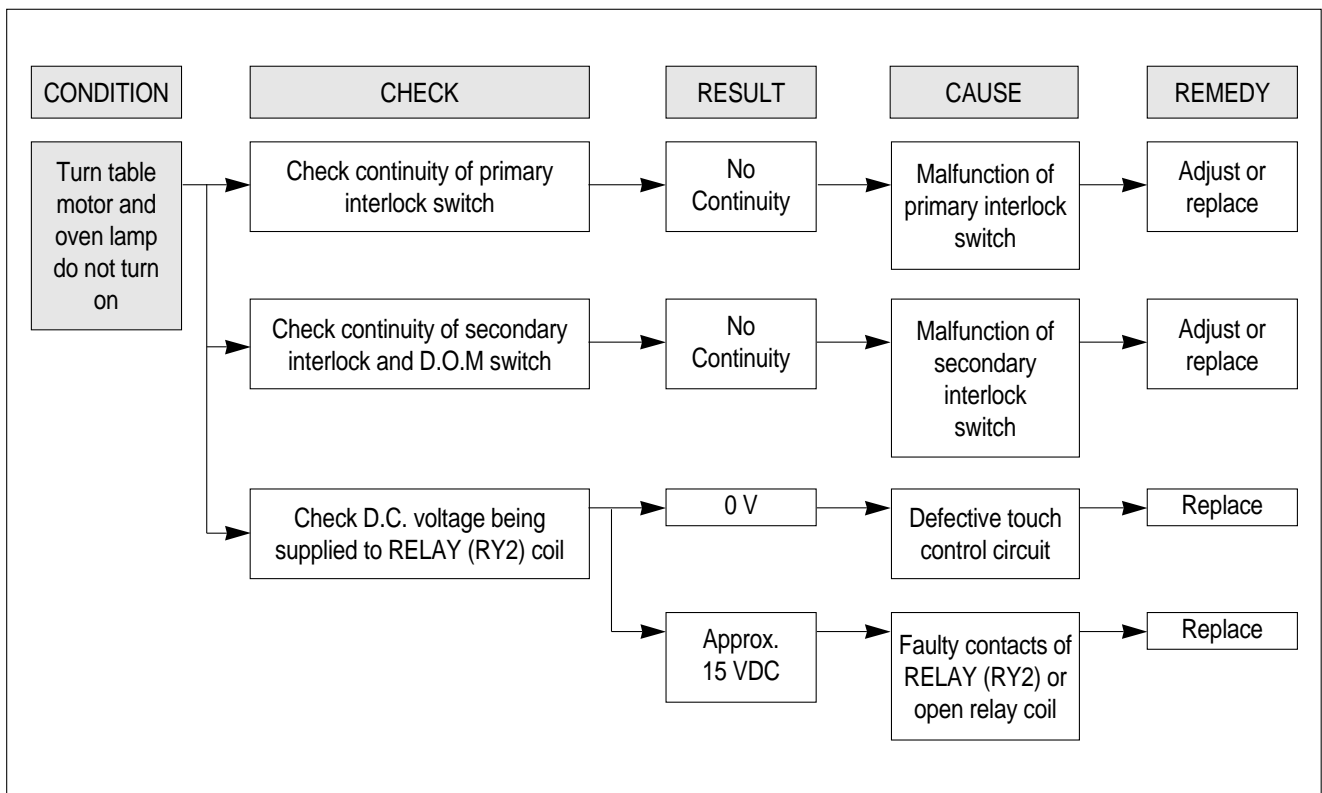 CONDITION
CHECK
RESULT
CAUSE
REMEDY
Turn table
motor and
oven lamp
do not turn
on
Check continuity of primary
interlock switch
No
Continuity
Malfunction of
primary interlock
switch
Adjust or
replace
Check continuity of secondary
interlock and D.O.M switch
No
Continuity
Malfunction of
secondary
interlock
switch
Adjust or
replace
Check D.C. voltage being
supplied to RELAY (RY2) coil
0 V
Defective touch
control circuit
Replace
Approx.
15 VDC
Faulty contacts of
RELAY (RY2) or
open relay coil
Replace